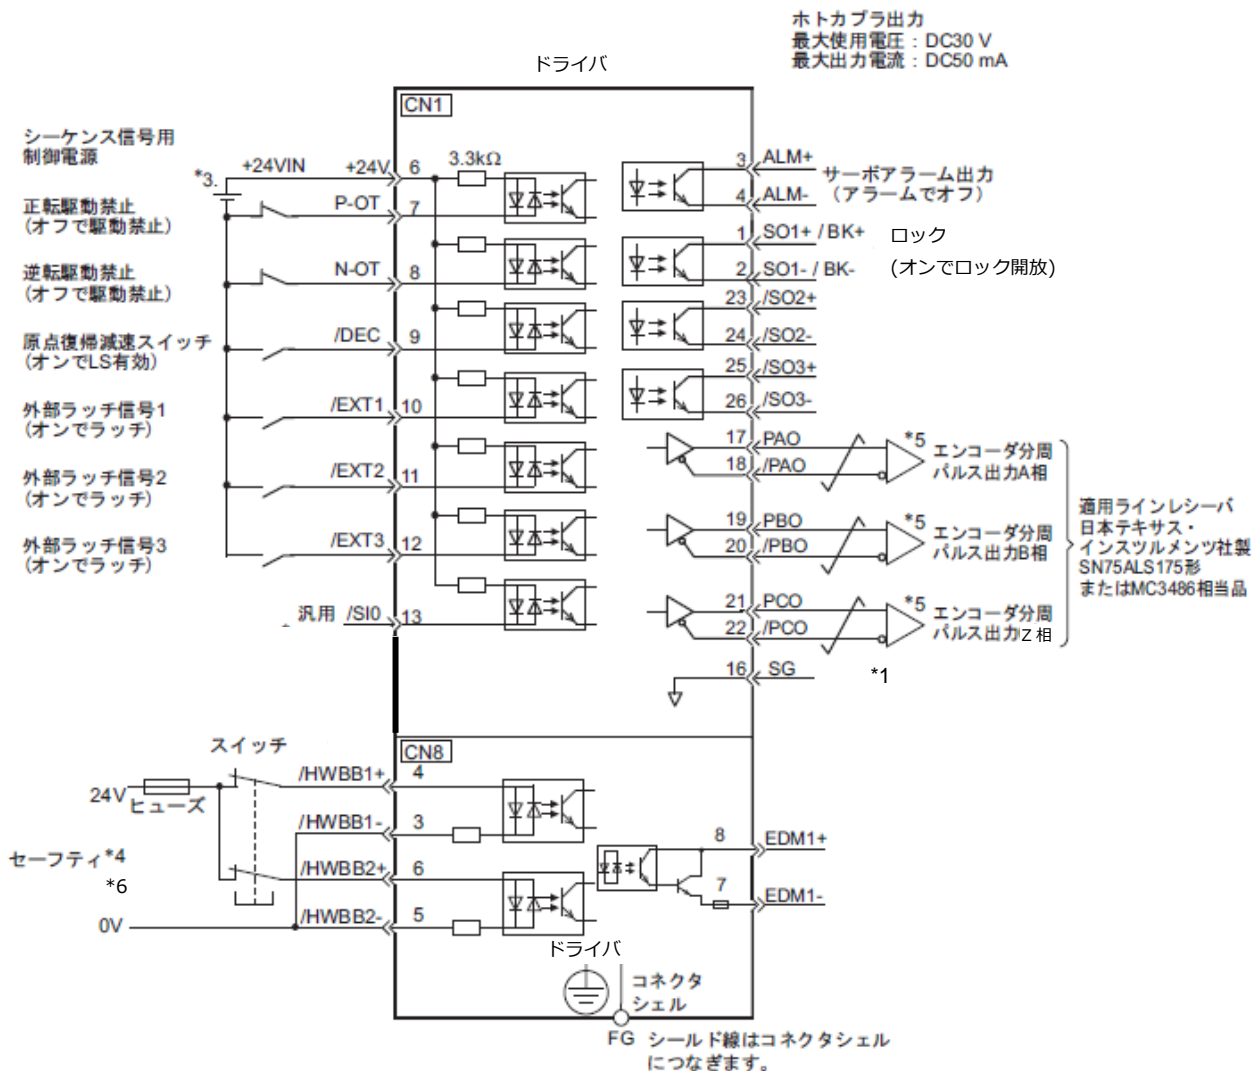 ホトカプラ出力
最大使用電圧：DC30 V
最大出力電流：DC50 mA
ドライバ
CN1
シーケンス信号用
制御電源
*3.
+24VIN
+24V
6
3.3kΩ
正転駆動禁止
(オフで駆動禁止)
P-OT
7
逆転駆動禁止
(オフで駆動禁止)
N-OT
8
原点復帰減速スイッチ
(オンでLS有効)
/DEC
9
外部ラッチ信号1
(オンでラッチ)
/EXT1
10
外部ラッチ信号2
(オンでラッチ)
/EXT2
11
外部ラッチ信号3
(オンでラッチ)
/EXT3
12
汎用
/SI0
13
3
ALM+
4
ALM-
サーボアラーム出力
（アラームでオフ）
1
SO1+ / BK+
2
SO1- / BK-
ロック
(オンでロック開放)
23
/SO2+
24
/SO2-
25
/SO3+
26
/SO3-
17
PAO
18
/PAO
*5
エンコーダ分周
パルス出力A相
19
PBO
20
/PBO
*5
エンコーダ分周
パルス出力B相
21
PCO
22
/PCO
*5
エンコーダ分周
パルス出力Z 相
適用ラインレシーバ
日本テキサス・
インスツルメンツ社製
SN75ALS175形
またはMC3486相当品
16
SG
*1
CN8
スイッチ
24V
ヒューズ
/HWBB1+
4
/HWBB1-
3
セーフティ*4
*6
/HWBB2+
6
0V
/HWBB2-
5
8
EDM1+
7
EDM1-
ドライバ
コネクタ
シェル
FG
シールド線はコネクタシェル
につなぎます。